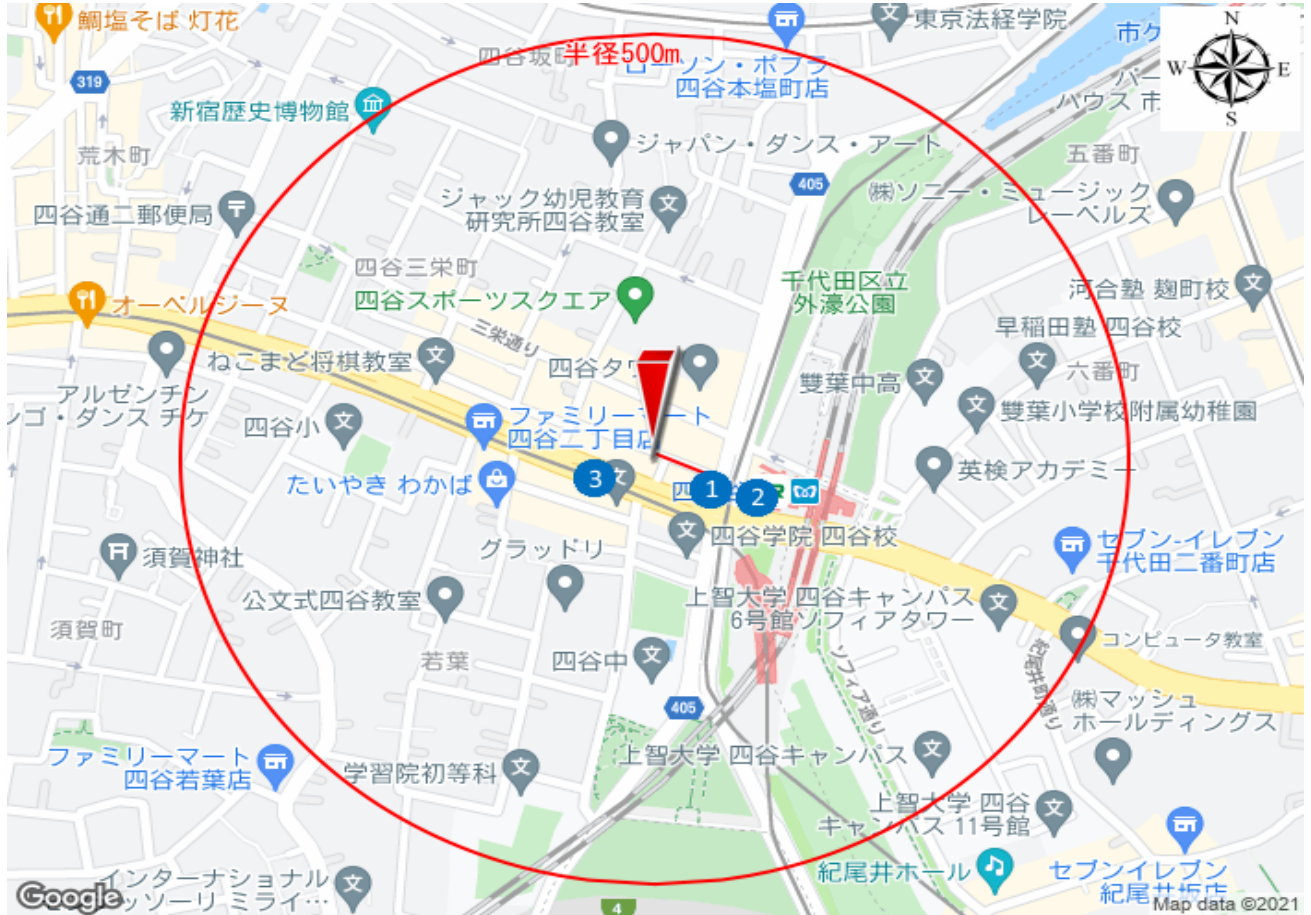 鯛塩そば 灯花
東京法経学院
市ケ
N
W E
S
四谷坂町
半径500m
ローソン・ポプラ
四谷本塩町店
319
新宿歴史博物館
パー
パウス 市
荒木町
ジャパン・ダンス・アート
五番町
405
ジャック幼児教育
研究所四谷教室
㈱ソニー・ミュージック
レーベルズ
四谷通二郵便局
四谷三栄町
四谷スポーツスクエア
千代田区立
外濠公園
河合塾 麹町校
オーベルジーヌ
三栄通り
早稲田塾 四谷校
ねこまど将棋教室
四谷タワ
雙葉中高
六番町
アルゼンチン
ンゴ・ダンス チケ
四谷小
ファミリーマート
四谷二丁目店
雙葉小学校附属幼稚園
英検アカデミー
たいやき わかば
3
1
2
四谷学院 四谷校
セブン-イレブン
千代田二番町店
須賀神社
グラッドリ
公文式四谷教室
上智大学 四谷キャンパス
6号館ソフィアタワー
須賀町
若葉
四谷中
コンピュータ教室
ソフィア通り
紀尾井町通り
405
㈱マッシュ
ホールディングス
ファミリーマート
四谷若葉店
学習院初等科
上智大学 四谷キャンパス
上智大学 四谷
キャンパス 11号館
紀尾井ホール
セブンイレブン
紀尾井坂店
インターナショナル
ッソーリ ミライ…
Google
4
Map data ©2021